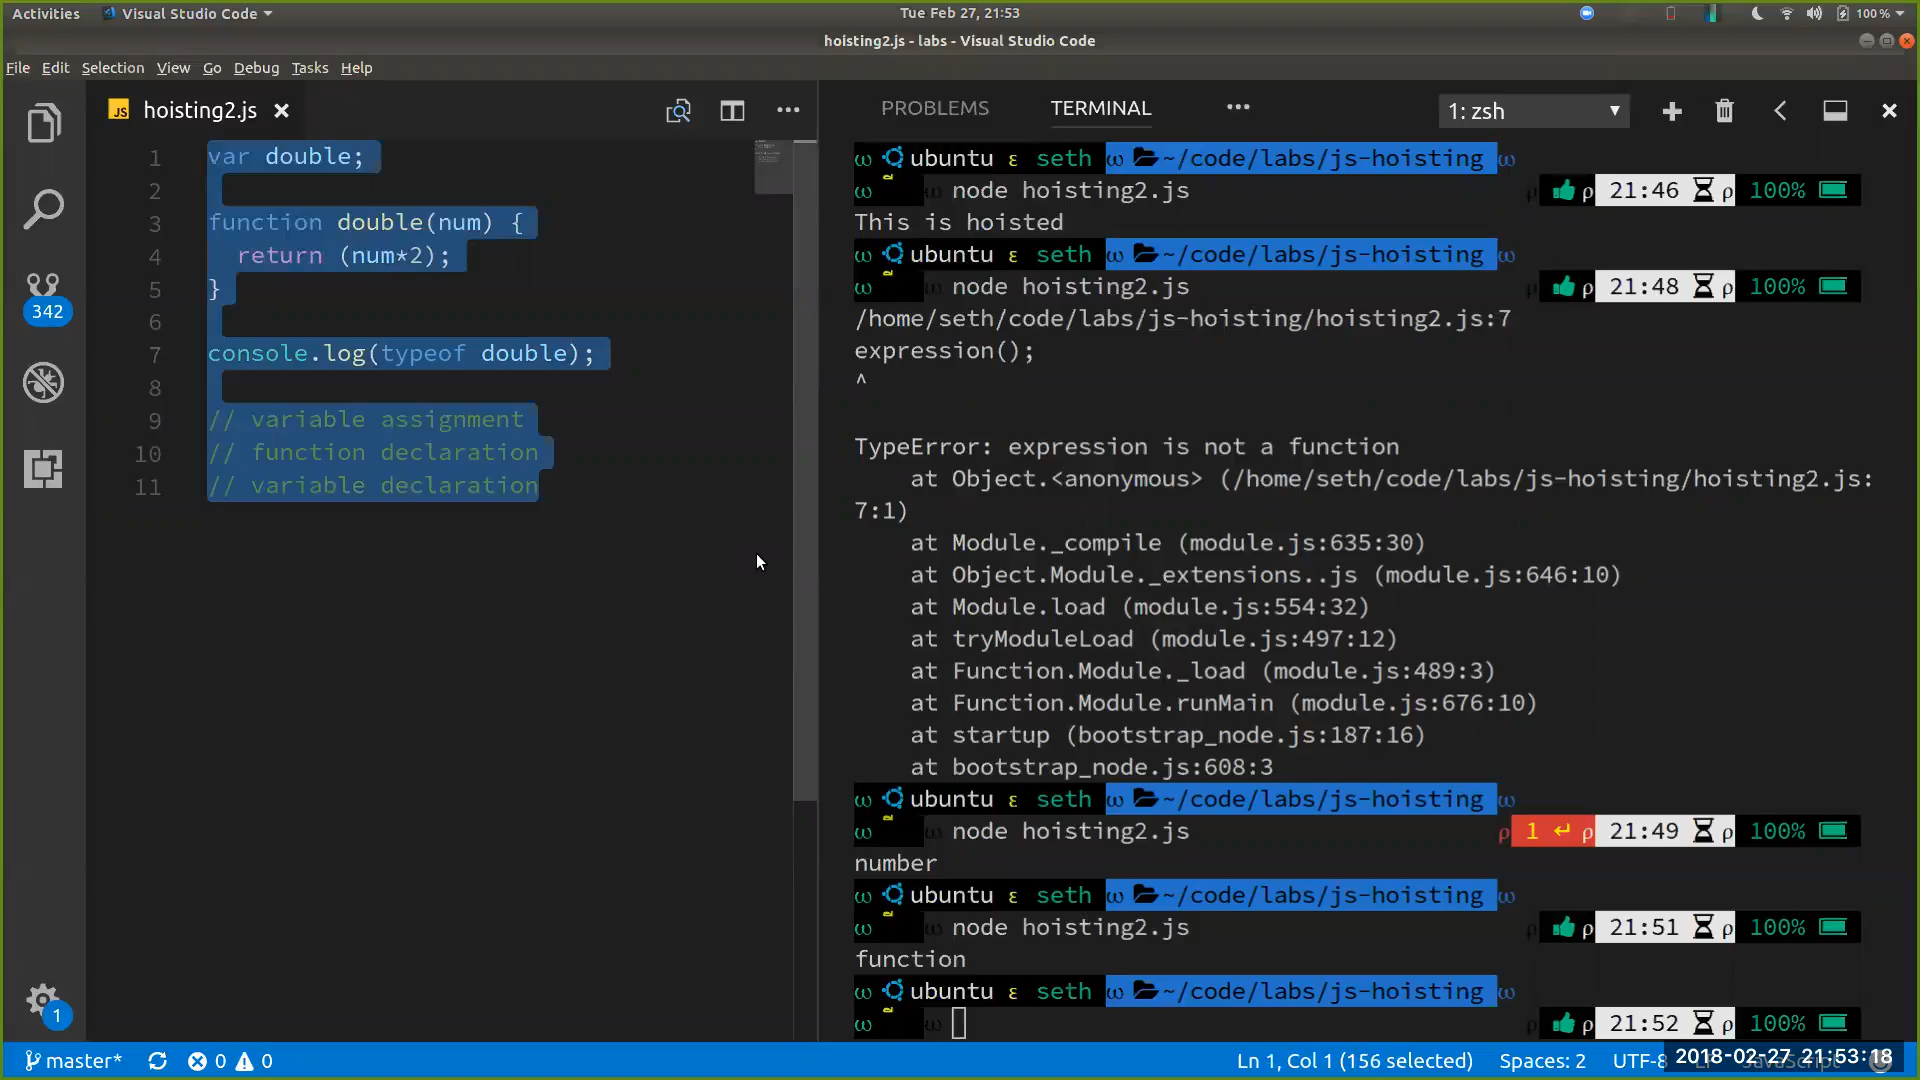 Activities Visual Studio Code Tue Feb 27, 21:53 100 %
hoisting2.js - labs - Visual Studio Code
File Edit Selection View Go Debug Tasks Help
JS hoisting2.js
1 var double;
2
3 function double(num) {
4 return (num*2);
5 }
6
7 console.log(typeof double);
8
9 // variable assignment
10 // function declaration
11 // variable declaration
342
1
PROBLEMS TERMINAL ••• 1: zsh
ω ubuntu ε seth ω ~/code/labs/js-hoisting ω
ω ω node hoisting2.js ρ ρ 21:46 ρ 100%
This is hoisted
ω ubuntu ε seth ω ~/code/labs/js-hoisting ω
ω ω node hoisting2.js ρ ρ 21:48 ρ 100%
/home/seth/code/labs/js-hoisting/hoisting2.js:7
expression();
^
TypeError: expression is not a function
at Object.<anonymous> (/home/seth/code/labs/js-hoisting/hoisting2.js:
7:1)
at Module._compile (module.js:635:30)
at Object.Module._extensions..js (module.js:646:10)
at Module.load (module.js:554:32)
at tryModuleLoad (module.js:497:12)
at Function.Module._load (module.js:489:3)
at Function.Module.runMain (module.js:676:10)
at startup (bootstrap_node.js:187:16)
at bootstrap_node.js:608:3
ω ubuntu ε seth ω ~/code/labs/js-hoisting ω
ω ω node hoisting2.js ρ 1 ↵ ρ 21:49 ρ 100%
number
ω ubuntu ε seth ω ~/code/labs/js-hoisting ω
ω ω node hoisting2.js ρ ρ 21:51 ρ 100%
function
ω ubuntu ε seth ω ~/code/labs/js-hoisting ω
ω ω ρ ρ 21:52 ρ 100%
master* 0 0 Ln 1, Col 1 (156 selected) Spaces: 2 UTF-8 2018-02-27 21:53:18